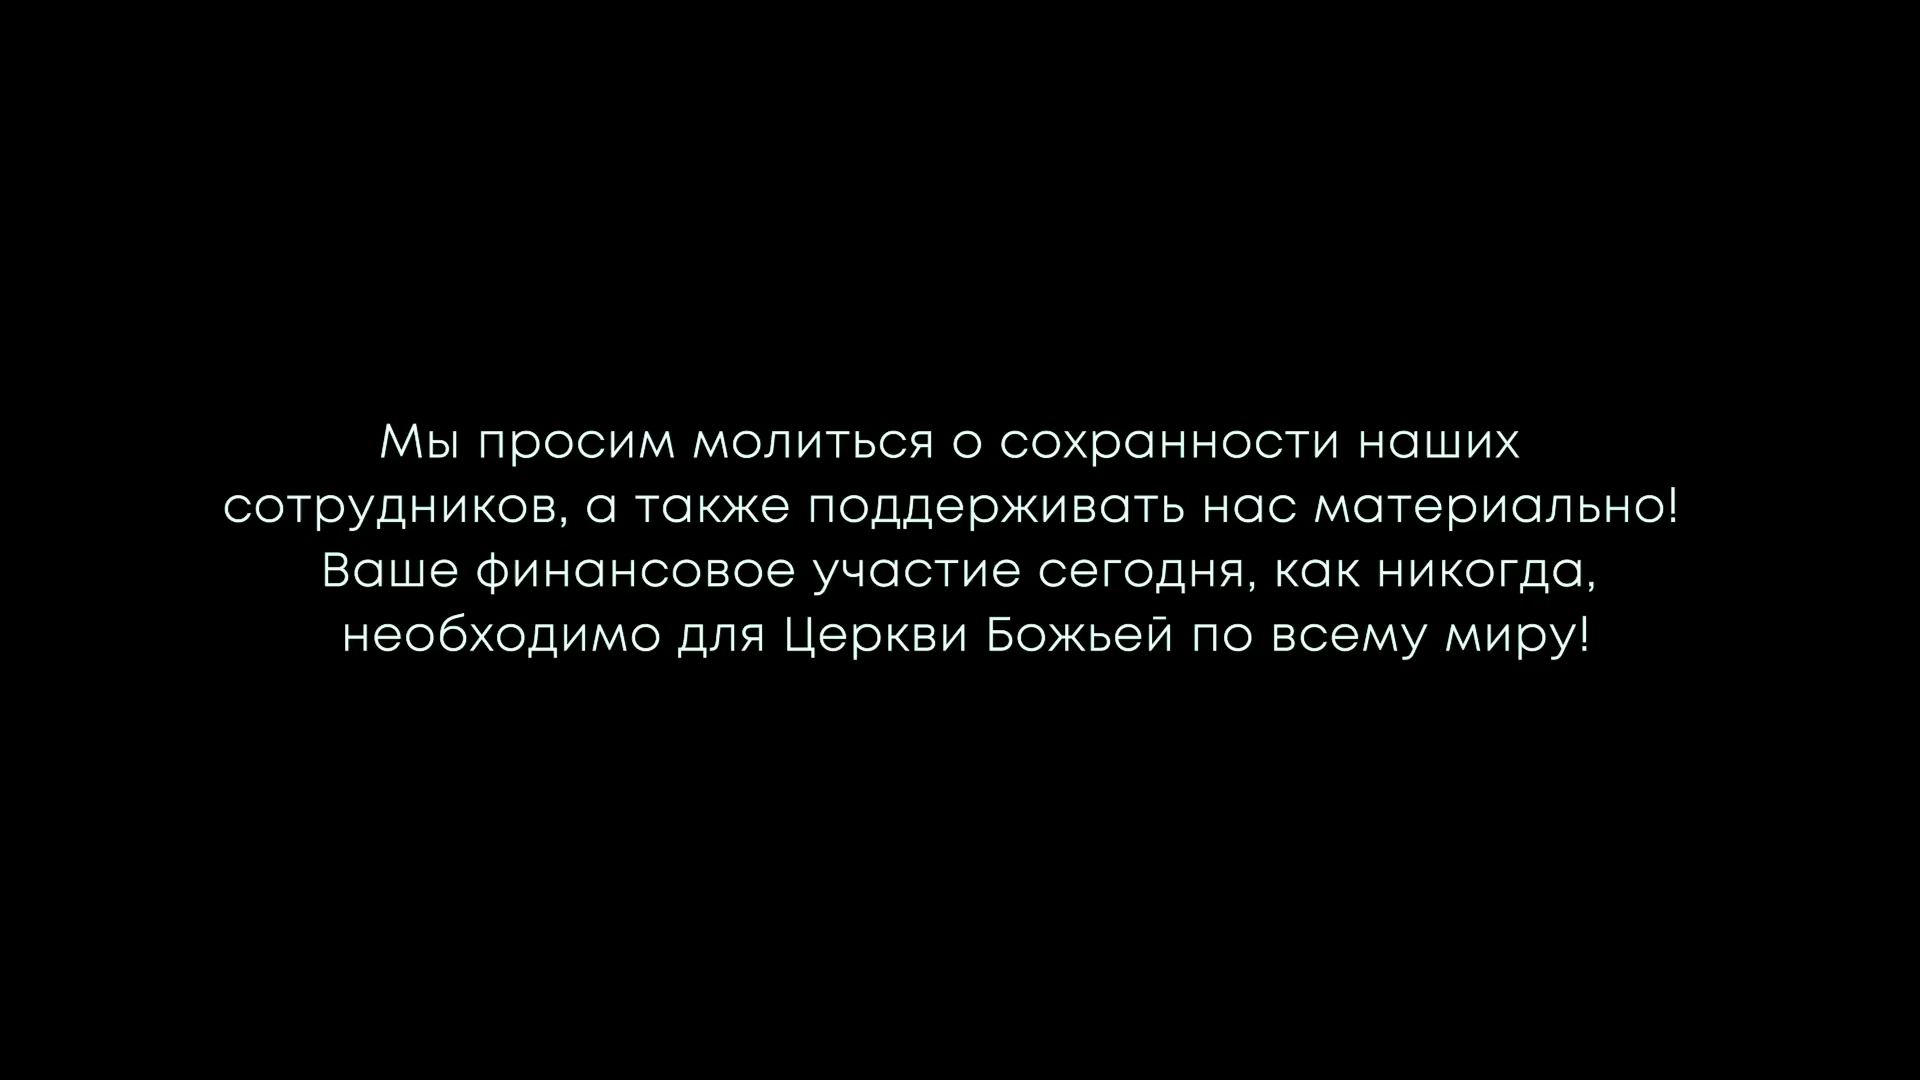 Мы просим молиться о сохранности наших
сотрудников, а также поддерживать нас материально!
Ваше финансовое участие сегодня, как никогда,
необходимо для Церкви Божьей по всему миру!